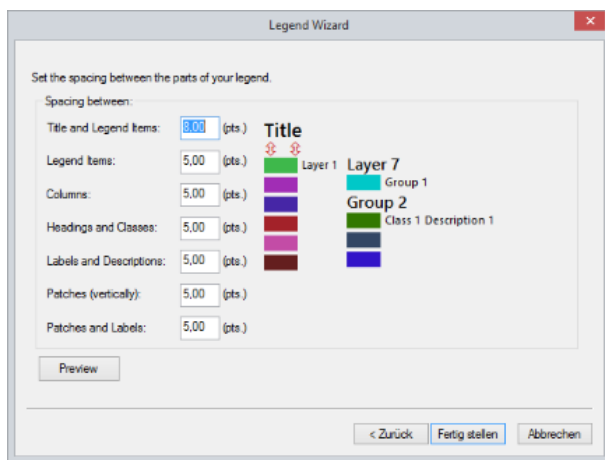 Legend Wizard
Set the spacing between the parts of your legend.
Spacing between:
Title and Legend Items: 8,00 (pts.)
Legend Items: 5,00 (pts.)
Columns: 5,00 (pts.)
Headings and Classes: 5,00 (pts.)
Labels and Descriptions: 5,00 (pts.)
Patches (vertically): 5,00 (pts.)
Patches and Labels: 5,00 (pts.)
Title
Layer 1
Layer 7
Group 1
Group 2
Class 1 Description 1
Preview
< Zurück Fertig stellen Abbrechen